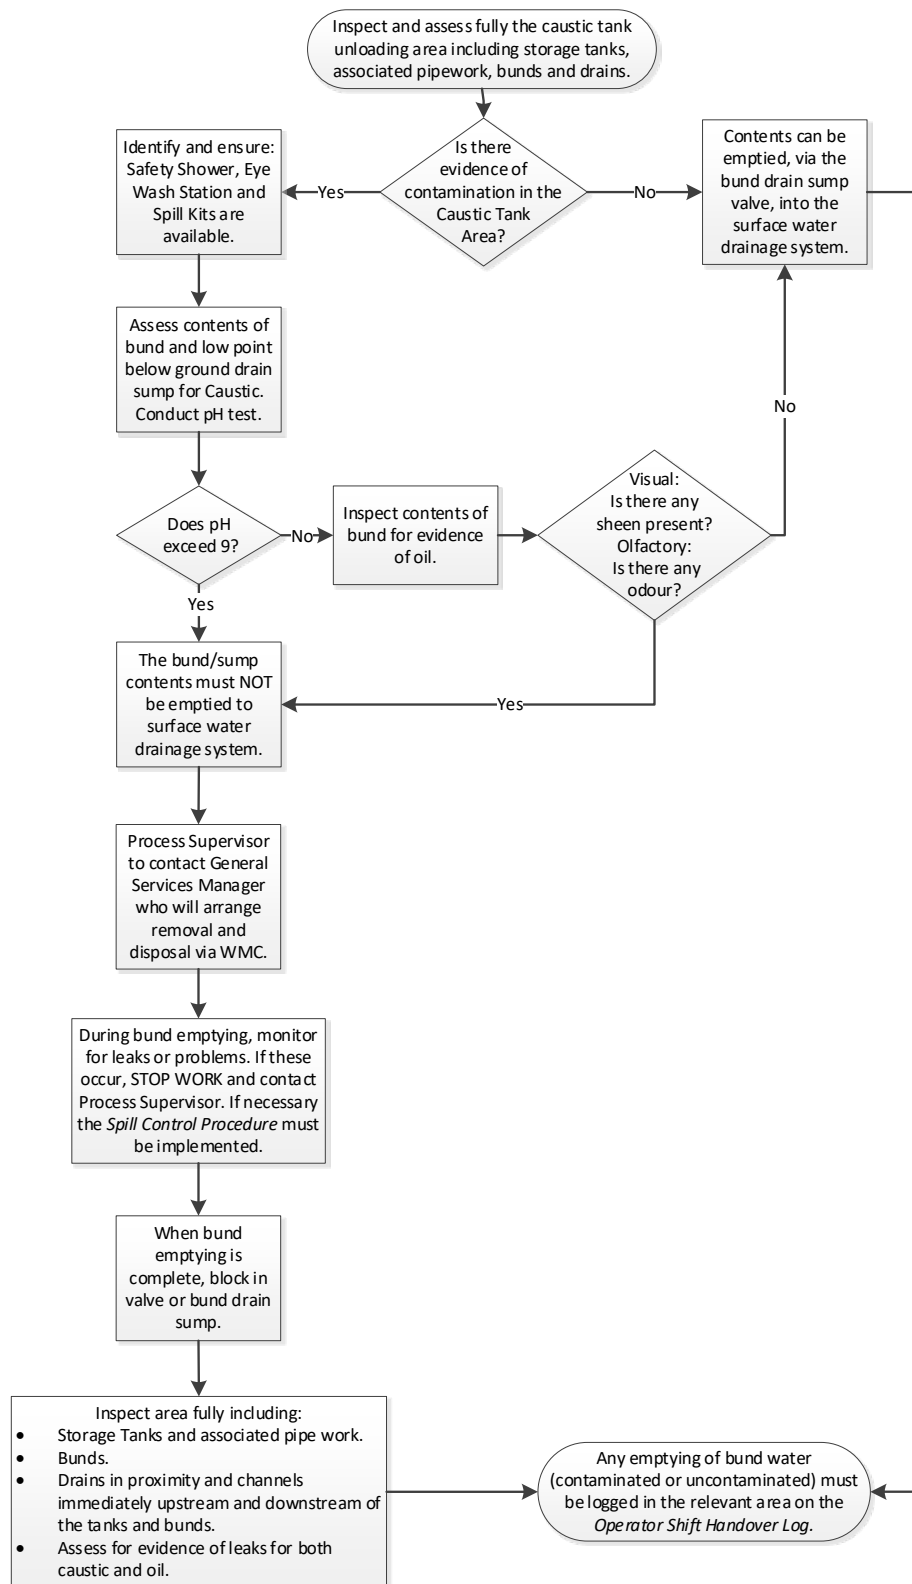 Inspect and assess fully the caustic tank
unloading area including storage tanks,
associated pipework, bunds and drains.
Is there
evidence of
contamination in the
Caustic Tank
Area?
Yes
No
Identify and ensure:
Safety Shower, Eye
Wash Station and
Spill Kits are
available.
Contents can be
emptied, via the
bund drain sump
valve, into the
surface water
drainage system.
Assess contents of
bund and low point
below ground drain
sump for Caustic.
Conduct pH test.
Does pH
exceed 9?
No
Inspect contents of
bund for evidence
of oil.
Visual:
Is there any
sheen present?
Olfactory:
Is there any
odour?
No
Yes
Yes
The bund/sump
contents must NOT
be emptied to
surface water
drainage system.
Process Supervisor
to contact General
Services Manager
who will arrange
removal and
disposal via WMC.
During bund emptying, monitor
for leaks or problems. If these
occur, STOP WORK and contact
Process Supervisor. If necessary
the Spill Control Procedure must
be implemented.
When bund
emptying is
complete, block in
valve or bund drain
sump.
Inspect area fully including:
• Storage Tanks and associated pipe work.
• Bunds.
• Drains in proximity and channels
immediately upstream and downstream of
the tanks and bunds.
• Assess for evidence of leaks for both
caustic and oil.
Any emptying of bund water
(contaminated or uncontaminated) must
be logged in the relevant area on the
Operator Shift Handover Log.